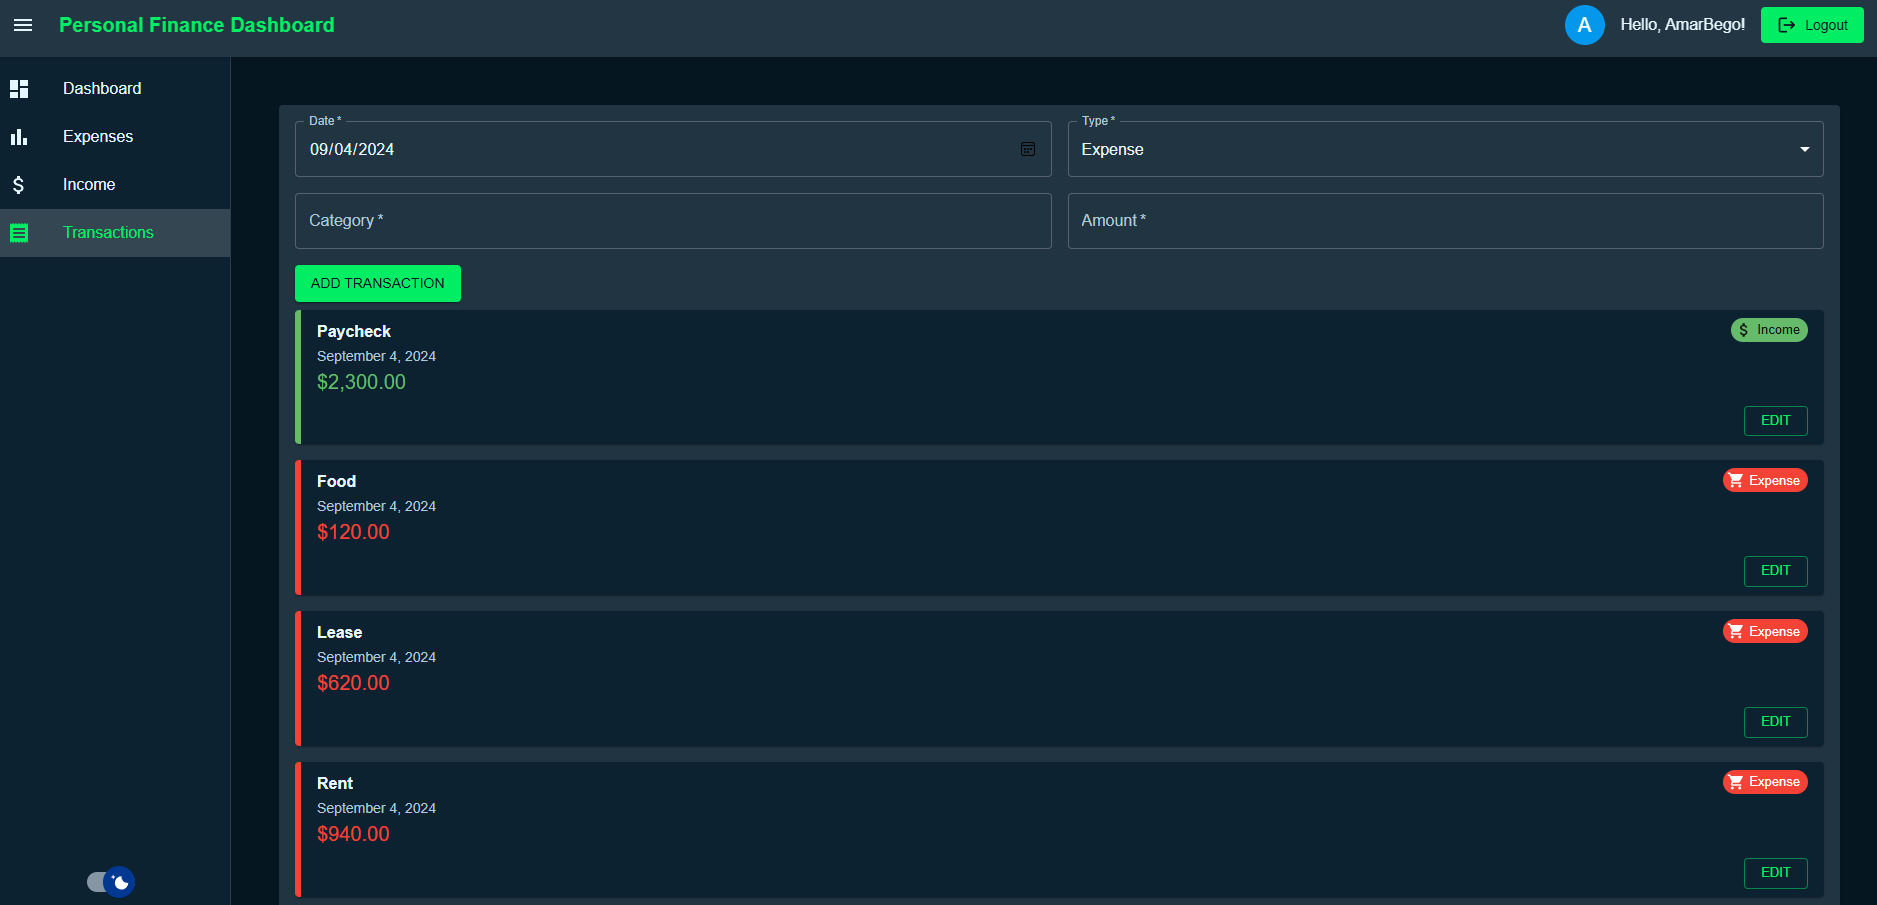 Personal Finance Dashboard
A
Hello, AmarBego!
Logout
Dashboard
Expenses
Income
Transactions
Date *
09/04/2024
Type *
Expense
Category *
Amount *
ADD TRANSACTION
Paycheck
Income
September 4, 2024
$2,300.00
EDIT
Food
Expense
September 4, 2024
$120.00
EDIT
Lease
Expense
September 4, 2024
$620.00
EDIT
Rent
Expense
September 4, 2024
$940.00
EDIT